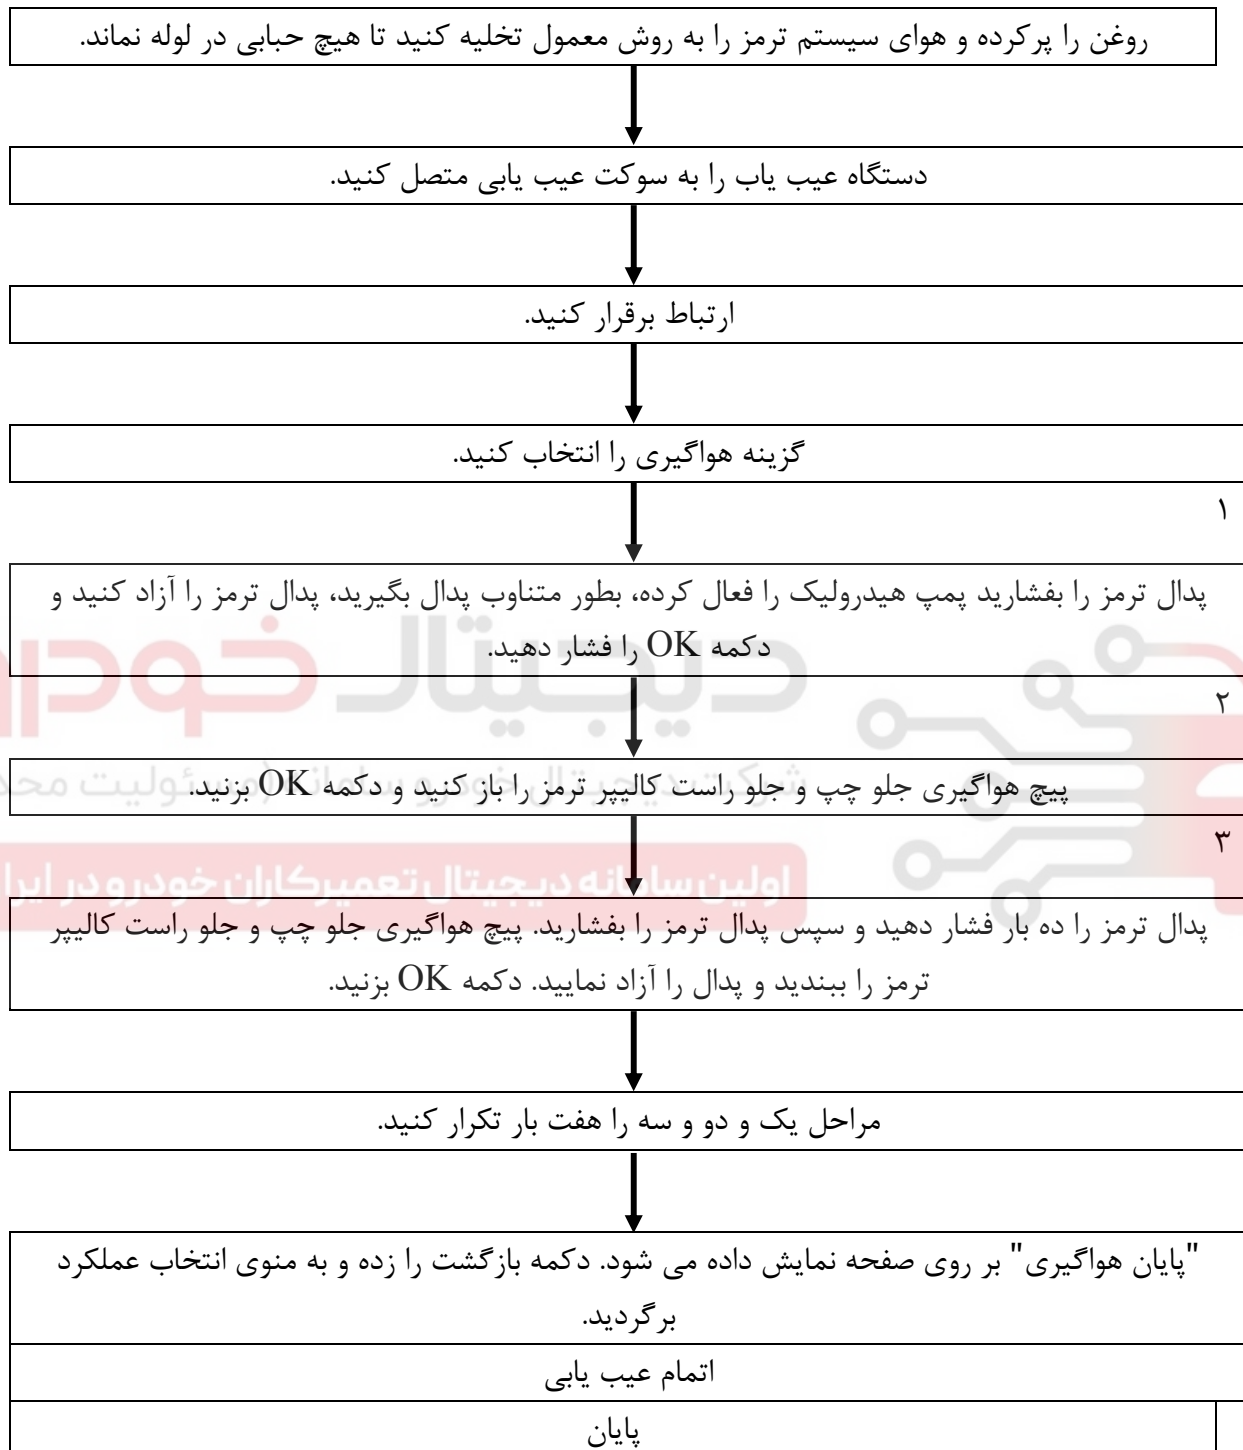 روغن را پرکرده و هوای سیستم ترمز را به روش معمول تخلیه کنید تا هیچ حبابی در لوله نماند.
دستگاه عیب یاب را به سوکت عیب یابی متصل کنید.
ارتباط برقرار کنید.
گزینه هواگیری را انتخاب کنید.
۱
پدال ترمز را بفشارید پمپ هیدرولیک را فعال کرده، بطور متناوب پدال بگیرید، پدال ترمز را آزاد کنید و
دکمه OK را فشار دهید.
دیجیتال خودرو
۲
پیچ هواگیری جلو چپ و جلو راست کالیپر ترمز را باز کنید و دکمه OK بزنید.
شرکت دیجیتال خودرو سامانه (مسئولیت
۳
اولین سامانه دیجیتال تعمیرکاران خودرو در
پدال ترمز را ده بار فشار دهید و سپس پدال ترمز را بفشارید. پیچ هواگیری جلو چپ و جلو راست کالیپر
ترمز را ببندید و پدال را آزاد نمایید. دکمه OK بزنید.
مراحل یک و دو و سه را هفت بار تکرار کنید.
"پایان هواگیری" بر روی صفحه نمایش داده می شود. دکمه بازگشت را زده و به منوی انتخاب عملکرد
برگردید.
اتمام عیب یابی
پایان